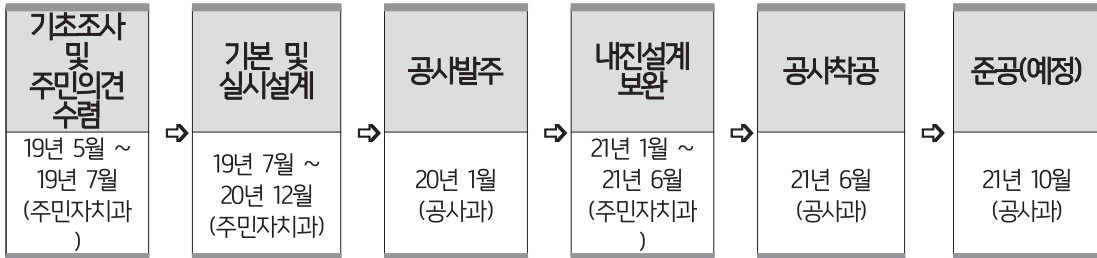 기초조사
및
주민의견
수렴
19년 5월 ~
19년 7월
(주민자치과
)
⇨
기본 및
실시설계
19년 7월 ~
20년 12월
(주민자치과)
⇨
공사발주
20년 1월
(공사과)
⇨
내진설계
보완
21년 1월 ~
21년 6월
(주민자치과
)
⇨
공사착공
21년 6월
(공사과)
⇨
준공(예정)
21년 10월
(공사과)